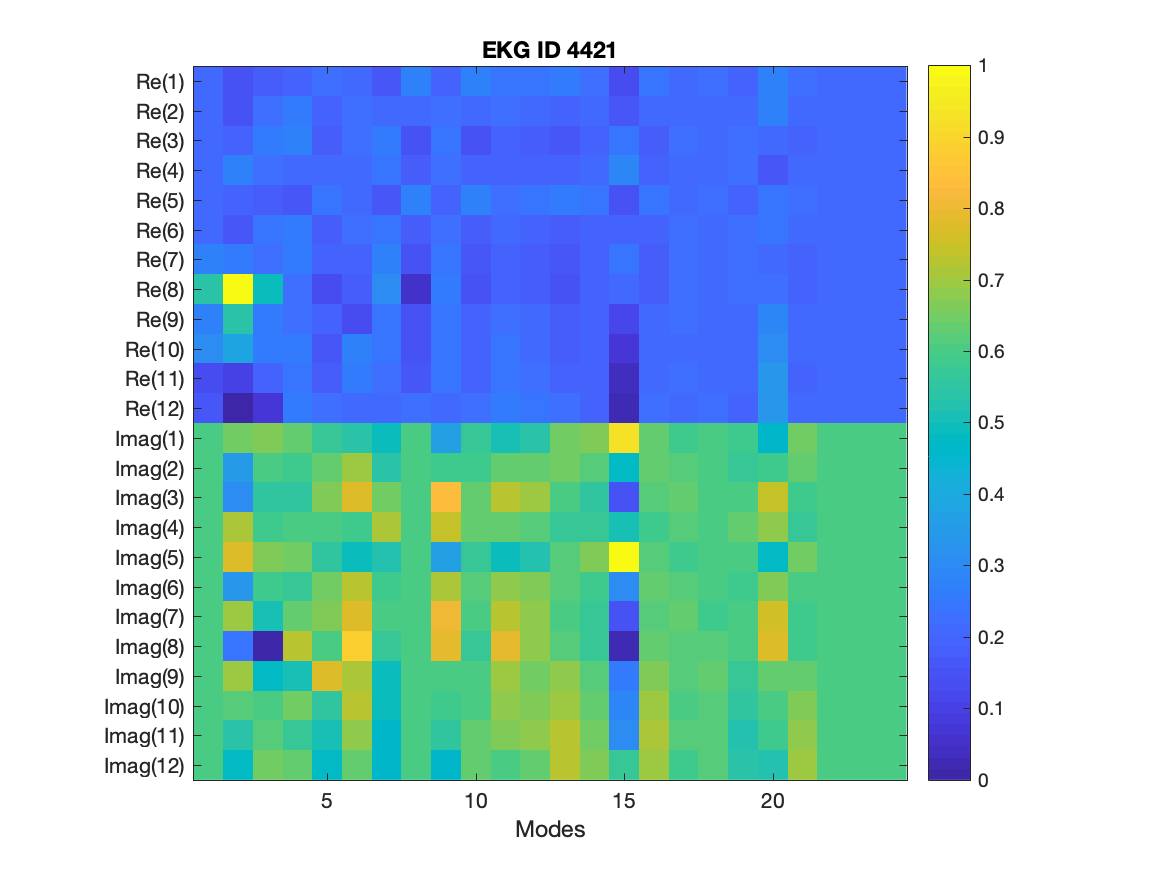 EKG ID 4421
Re(1)
Re(2)
Re(3)
Re(4)
Re(5)
Re(6)
Re(7)
Re(8)
Re(9)
Re(10)
Re(11)
Re(12)
Imag(1)
Imag(2)
Imag(3)
Imag(4)
Imag(5)
Imag(6)
Imag(7)
Imag(8)
Imag(9)
Imag(10)
Imag(11)
Imag(12)
5 10 15 20
Modes
1
0.9
0.8
0.7
0.6
0.5
0.4
0.3
0.2
0.1
0